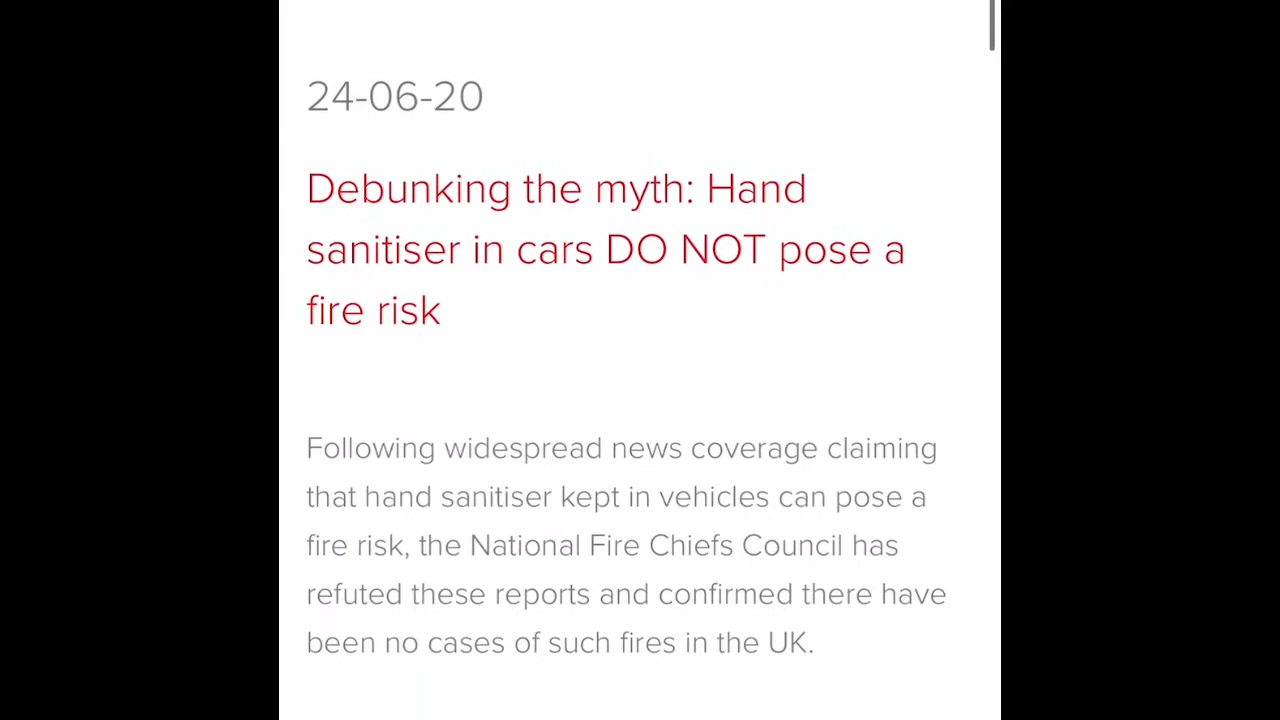 24-06-20
Debunking the myth: Hand
sanitiser in cars DO NOT pose a
fire risk
Following widespread news coverage claiming
that hand sanitiser kept in vehicles can pose a
fire risk, the National Fire Chiefs Council has
refuted these reports and confirmed there have
been no cases of such fires in the UK.